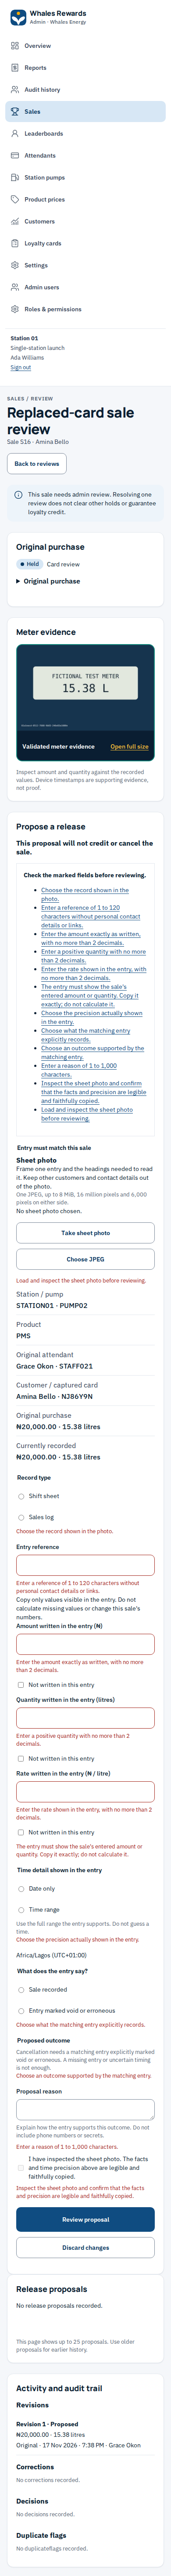 Whales Rewards
Admin · Whales Energy
Overview
Reports
Audit history
Sales
Leaderboards
Attendants
Station pumps
Product prices
Customers
Loyalty cards
Settings
Admin users
Roles & permissions
Station 01
Single-station launch
Ada Williams
Sign out
SALES / REVIEW
Replaced-card sale
review
Sale S16 · Amina Bello
Back to reviews
This sale needs admin review. Resolving one
review does not clear other holds or guarantee
loyalty credit.
Original purchase
Held
Card review
Original purchase
Meter evidence
FICTIONAL TEST METER
15.38 L
Validated meter evidence
Open full size
Inspect amount and quantity against the recorded
values. Device timestamps are supporting evidence,
not proof.
Propose a release
This proposal will not credit or cancel the
sale.
Check the marked fields before reviewing.
Choose the record shown in the
photo.
Enter a reference of 1 to 120
characters without personal contact
details or links.
Enter the amount exactly as written,
with no more than 2 decimals.
Enter a positive quantity with no more
than 2 decimals.
Enter the rate shown in the entry, with
no more than 2 decimals.
The entry must show the sale's
entered amount or quantity. Copy it
exactly; do not calculate it.
Choose the precision actually shown
in the entry.
Choose what the matching entry
explicitly records.
Choose an outcome supported by the
matching entry.
Enter a reason of 1 to 1,000
characters.
Inspect the sheet photo and confirm
that the facts and precision are legible
and faithfully copied.
Load and inspect the sheet photo
before reviewing.
Entry must match this sale
Sheet photo
Frame one entry and the headings needed to read
it. Keep other customers and contact details out
of the photo.
One JPEG, up to 8 MiB, 16 million pixels and 6,000
pixels on either side.
No sheet photo chosen.
Take sheet photo
Choose JPEG
Load and inspect the sheet photo before reviewing.
Station / pump
STATION01 · PUMP02
Product
PMS
Original attendant
Grace Okon · STAFF021
Customer / captured card
Amina Bello · NJ86Y9N
Original purchase
₦20,000.00 · 15.38 litres
Currently recorded
₦20,000.00 · 15.38 litres
Record type
Shift sheet
Sales log
Choose the record shown in the photo.
Entry reference
Enter a reference of 1 to 120 characters without
personal contact details or links.
Copy only values visible in the entry. Do not
calculate missing values or change this sale's
numbers.
Amount written in the entry (₦)
Enter the amount exactly as written, with no more
than 2 decimals.
Not written in this entry
Quantity written in the entry (litres)
Enter a positive quantity with no more than 2
decimals.
Not written in this entry
Rate written in the entry (₦ / litre)
Enter the rate shown in the entry, with no more than 2
decimals.
Not written in this entry
The entry must show the sale's entered amount or
quantity. Copy it exactly; do not calculate it.
Time detail shown in the entry
Date only
Time range
Use the full range the entry supports. Do not guess a
time.
Choose the precision actually shown in the entry.
Africa/Lagos (UTC+01:00)
What does the entry say?
Sale recorded
Entry marked void or erroneous
Choose what the matching entry explicitly records.
Proposed outcome
Cancellation needs a matching entry explicitly marked
void or erroneous. A missing entry or uncertain timing
is not enough.
Choose an outcome supported by the matching entry.
Proposal reason
Explain how the entry supports this outcome. Do not
include phone numbers or secrets.
Enter a reason of 1 to 1,000 characters.
I have inspected the sheet photo. The facts
and time precision above are legible and
faithfully copied.
Inspect the sheet photo and confirm that the facts
and precision are legible and faithfully copied.
Review proposal
Discard changes
Release proposals
No release proposals recorded.
This page shows up to 25 proposals. Use older
proposals for earlier history.
Activity and audit trail
Revisions
Revision 1 · Proposed
₦20,000.00 · 15.38 litres
Original · 17 Nov 2026 · 7:38 PM · Grace Okon
Corrections
No corrections recorded.
Decisions
No decisions recorded.
Duplicate flags
No duplicateflags recorded.